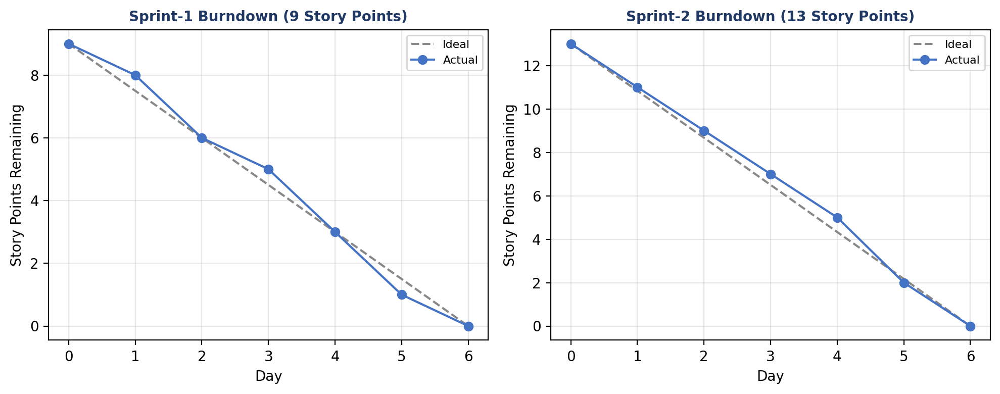 Sprint-1 Burndown (9 Story Points)
Ideal
Actual
Story Points Remaining
8
6
4
2
0
0 1 2 3 4 5 6
Day
Sprint-2 Burndown (13 Story Points)
Ideal
Actual
Story Points Remaining
12
10
8
6
4
2
0
0 1 2 3 4 5 6
Day